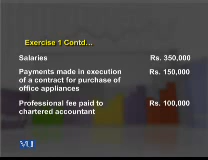 Exercise 1 Contd...
Salaries Rs. 350,000
Payments made in execution Rs. 150,000
of a contract for purchase of
office appliances
Professional fee paid to Rs. 100,000
chartered accountant
VU